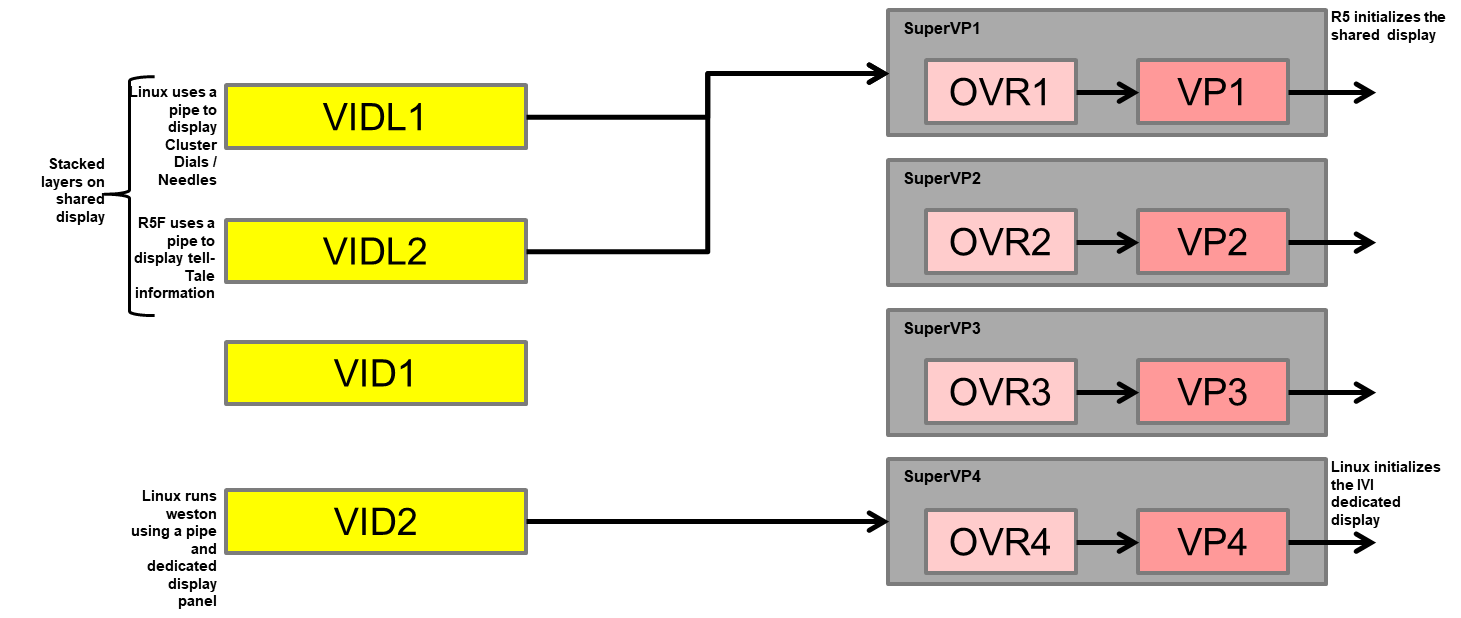 SuperVP1
R5 initializes the
shared display
OVR1
VP1
Linux uses a
pipe to
display
Cluster
Dials /
Needles
VIDL1
Stacked
layers on
shared
display
SuperVP2
OVR2
VP2
R5F uses a
pipe to
display tell-
Tale
information
VIDL2
SuperVP3
OVR3
VP3
VID1
SuperVP4
Linux initializes
the IVI
dedicated
display
OVR4
VP4
Linux runs
weston
using a pipe
and
dedicated
display
panel
VID2